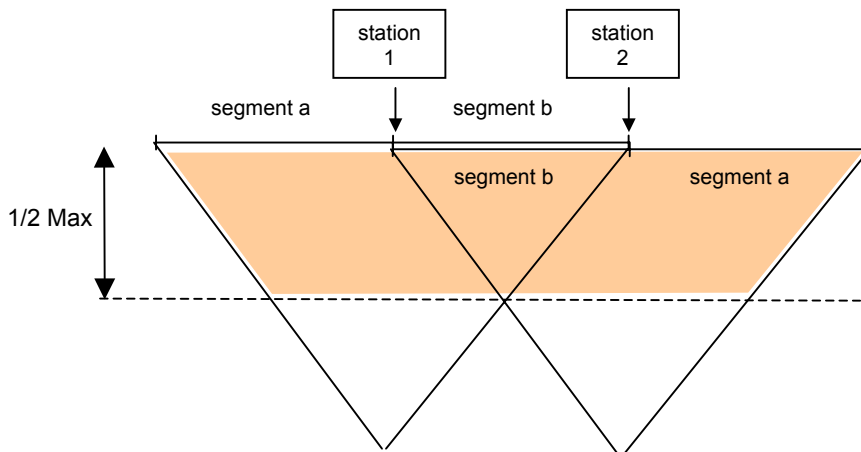 station
1
station
2
segment a
segment b
segment b
segment a
1/2 Max